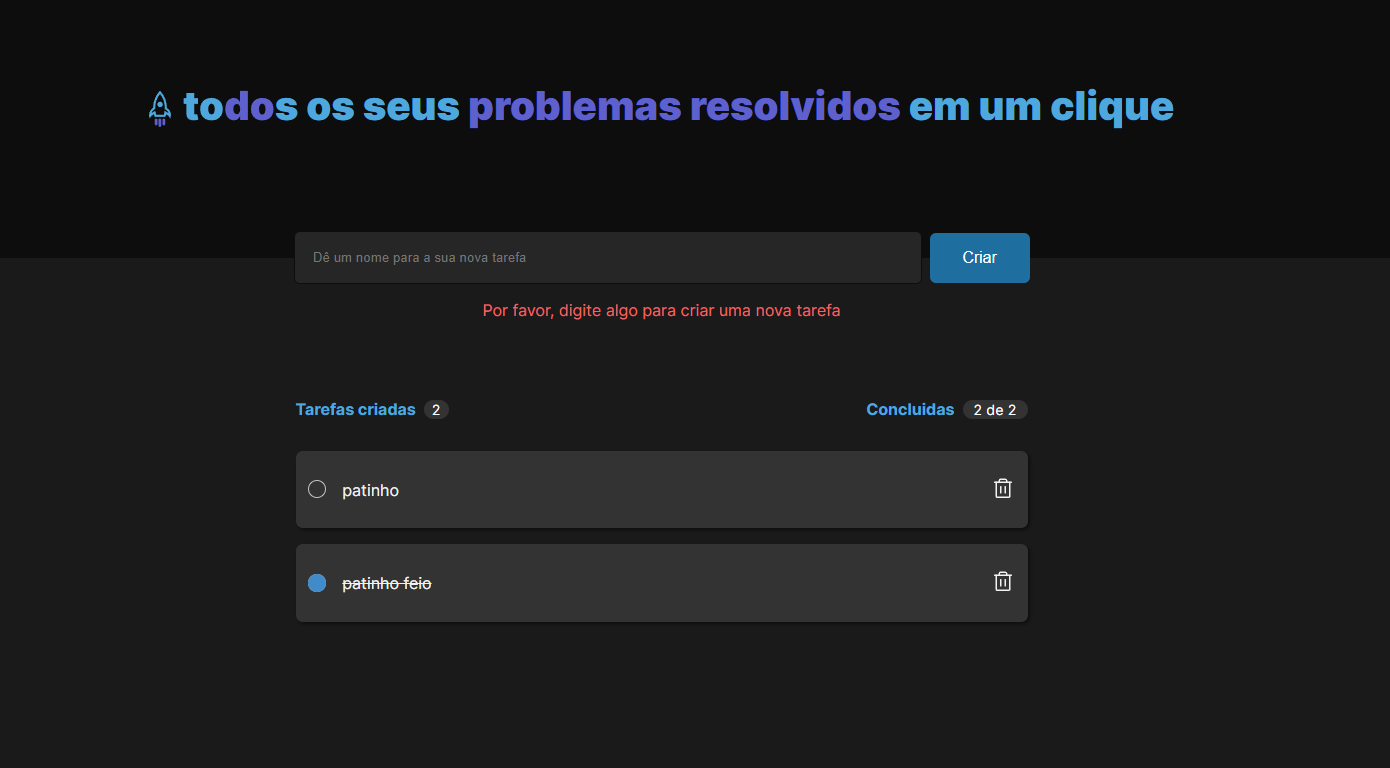 todos os seus problemas resolvidos em um clique
Dê um nome para a sua nova tarefa
Criar
Por favor, digite algo para criar uma nova tarefa
Tarefas criadas 2
Concluidas 2 de 2
patinho
patinho feio